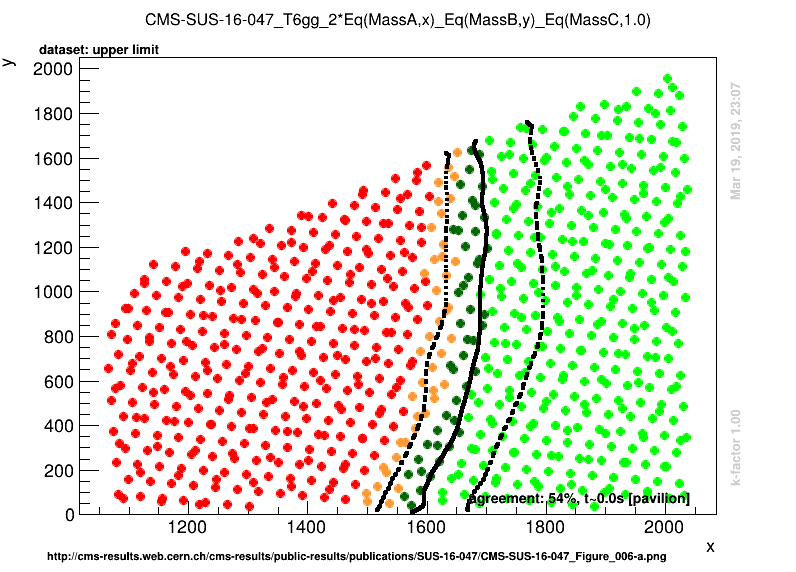 CMS-SUS-16-047_T6gg_2*Eq(MassA,x)_Eq(MassB,y)_Eq(MassC,1.0)
dataset: upper limit
y
2000
1800
1600
1400
1200
1000
800
600
400
200
0
1200 1400 1600 1800 2000
x
agreement: 54%, t~0.0s [pavilion]
Mar 19, 2019, 23:07
k-factor 1.00
http://cms-results.web.cern.ch/cms-results/public-results/publications/SUS-16-047/CMS-SUS-16-047_Figure_006-a.png